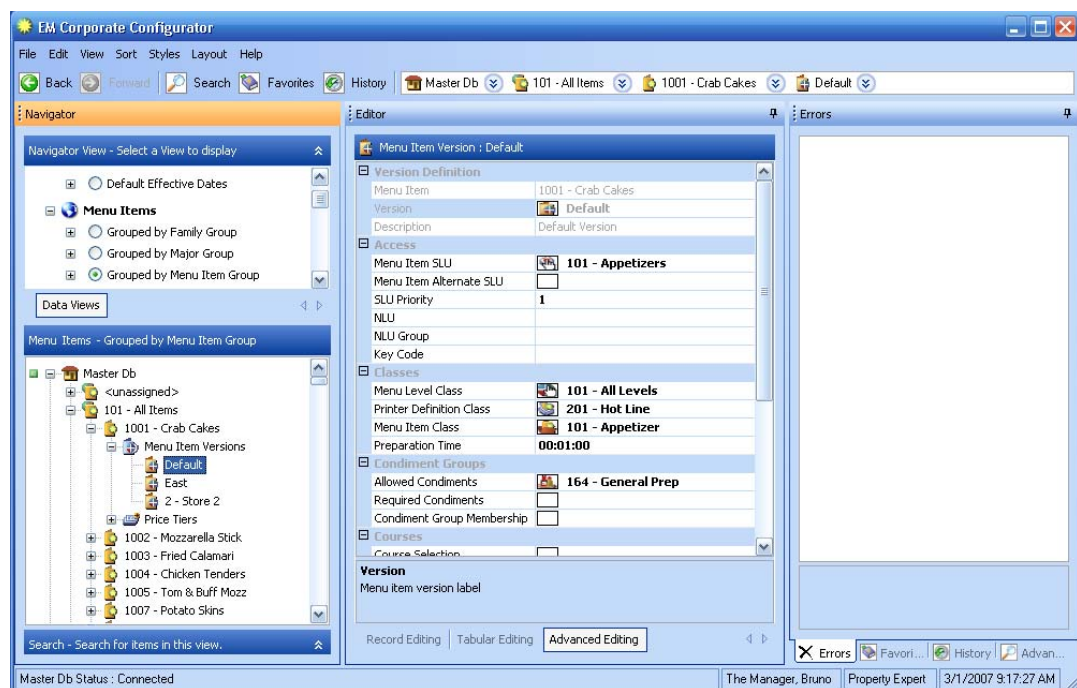 EM Corporate Configurator
File Edit View Sort Styles Layout Help
Back Forward Search Favorites History Master Db 101 - All Items 1001 - Crab Cakes Default
Navigator
Navigator View - Select a View to display
Default Effective Dates
Menu Items
Grouped by Family Group
Grouped by Major Group
Grouped by Menu Item Group
Data Views
Menu Items - Grouped by Menu Item Group
Master Db
<unassigned>
101 - All Items
1001 - Crab Cakes
Menu Item Versions
Default
East
2 - Store 2
Price Tiers
1002 - Mozzarella Stick
1003 - Fried Calamari
1004 - Chicken Tenders
1005 - Tom & Buff Mozz
1007 - Potato Skins
Search - Search for items in this view.
Editor
Menu Item Version : Default
Version Definition
Menu Item 1001 - Crab Cakes
Version Default
Description Default Version
Access
Menu Item SLU 101 - Appetizers
Menu Item Alternate SLU
SLU Priority 1
NLU
NLU Group
Key Code
Classes
Menu Level Class 101 - All Levels
Printer Definition Class 201 - Hot Line
Menu Item Class 101 - Appetizer
Preparation Time 00:01:00
Condiment Groups
Allowed Condiments 164 - General Prep
Required Condiments
Condiment Group Membership
Courses
Course Selection
Version
Menu item version label
Record Editing Tabular Editing Advanced Editing
Errors
Errors Favori... History Advan...
Master Db Status : Connected The Manager, Bruno Property Expert 3/1/2007 9:17:27 AM